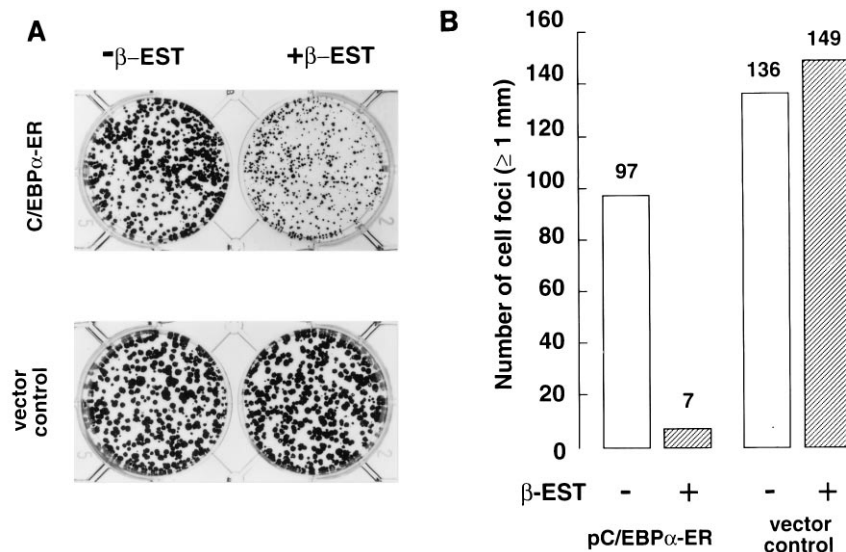 A
-β-EST +β-EST
C/EBPα-ER
vector
control
B
Number of cell foci (≥ 1 mm)
160
140
120
100
80
60
40
20
0
97
7
136
149
β-EST - + - +
pC/EBPα-ER
vector
control